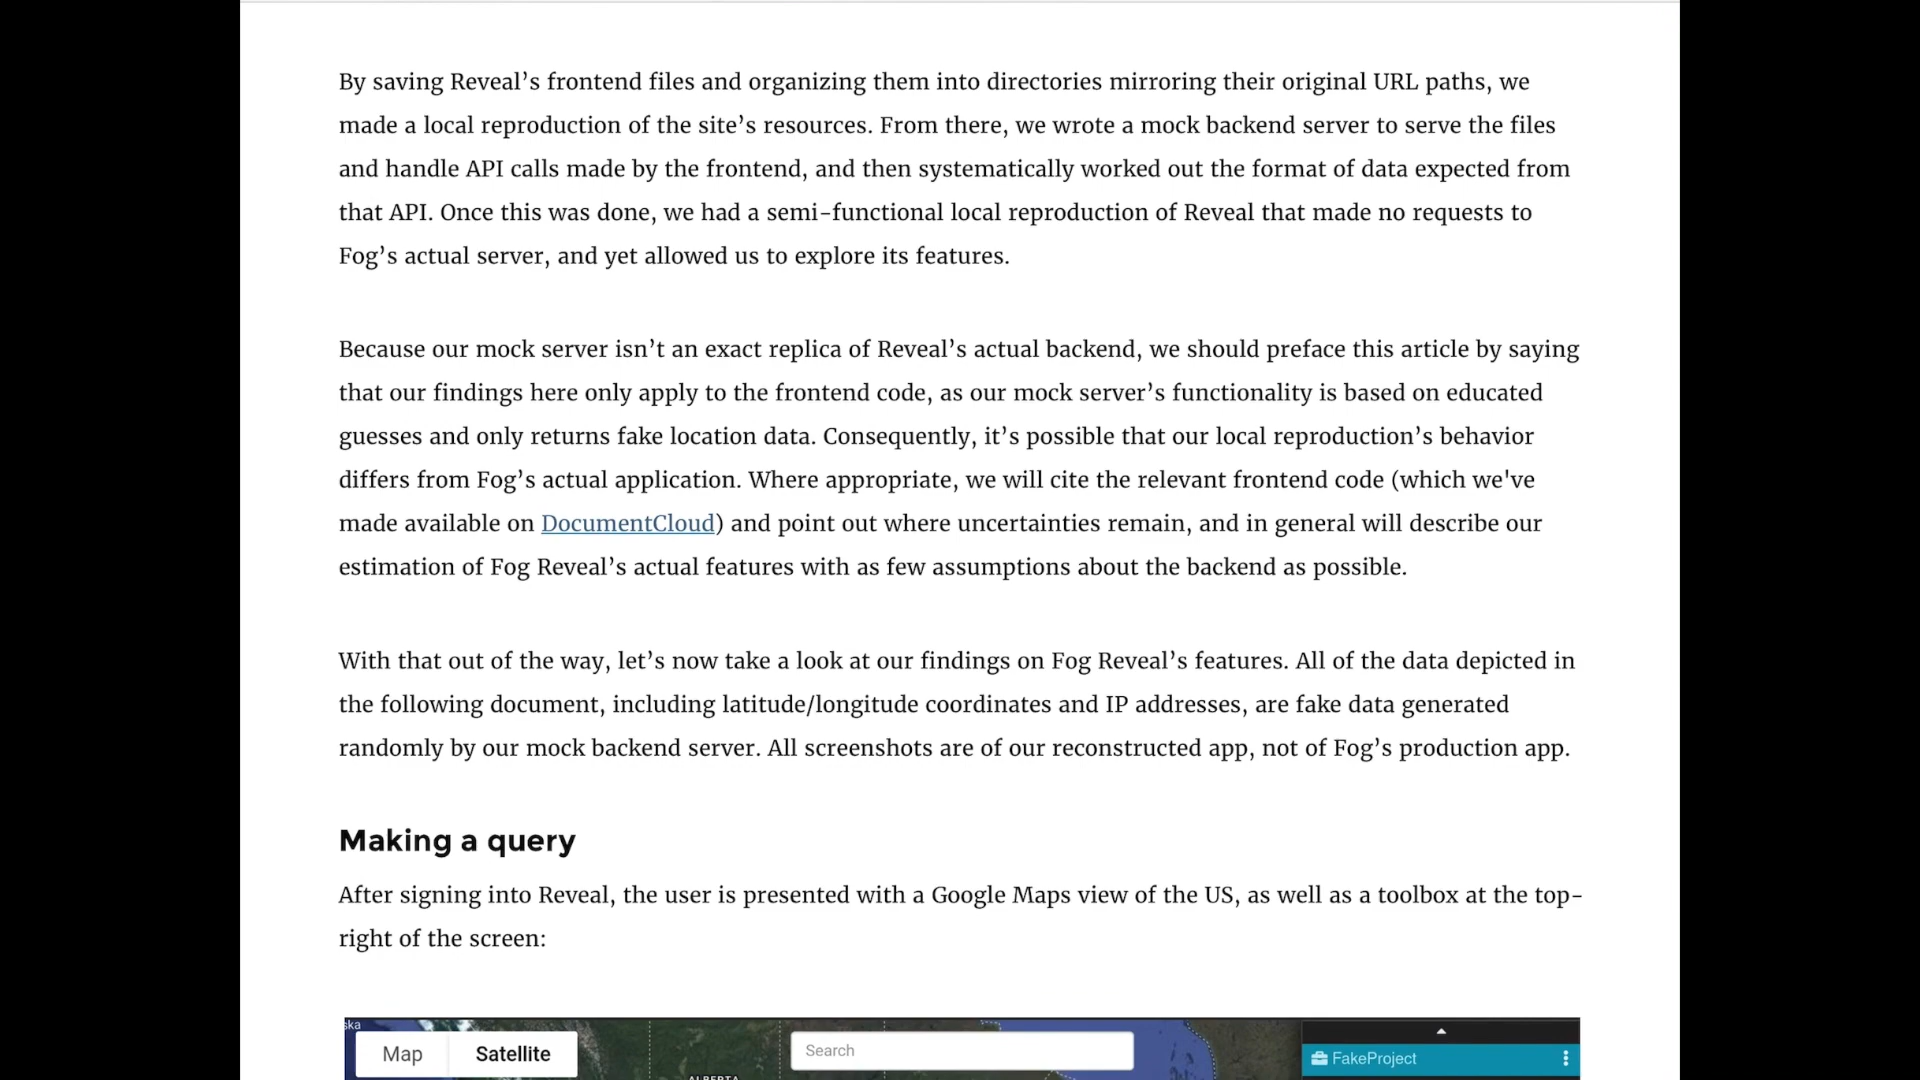 By saving Reveal’s frontend files and organizing them into directories mirroring their original URL paths, we
made a local reproduction of the site’s resources. From there, we wrote a mock backend server to serve the files
and handle API calls made by the frontend, and then systematically worked out the format of data expected from
that API. Once this was done, we had a semi-functional local reproduction of Reveal that made no requests to
Fog’s actual server, and yet allowed us to explore its features.
Because our mock server isn’t an exact replica of Reveal’s actual backend, we should preface this article by saying
that our findings here only apply to the frontend code, as our mock server’s functionality is based on educated
guesses and only returns fake location data. Consequently, it’s possible that our local reproduction’s behavior
differs from Fog’s actual application. Where appropriate, we will cite the relevant frontend code (which we've
made available on DocumentCloud) and point out where uncertainties remain, and in general will describe our
estimation of Fog Reveal’s actual features with as few assumptions about the backend as possible.
With that out of the way, let’s now take a look at our findings on Fog Reveal’s features. All of the data depicted in
the following document, including latitude/longitude coordinates and IP addresses, are fake data generated
randomly by our mock backend server. All screenshots are of our reconstructed app, not of Fog’s production app.
Making a query
After signing into Reveal, the user is presented with a Google Maps view of the US, as well as a toolbox at the top-
right of the screen:
ska
Map Satellite
Search
FakeProject
ALBERTA